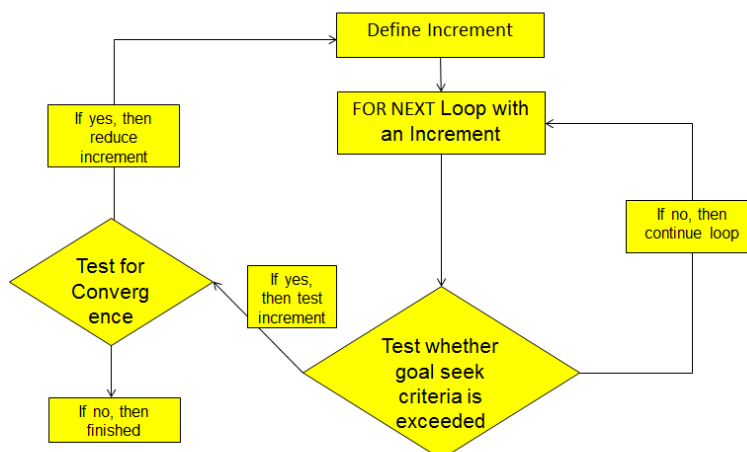 Define Increment
FOR NEXT Loop with
an Increment
If yes, then
reduce
increment
If no, then
continue loop
Test for
Converg
ence
If yes,
then test
increment
Test whether
goal seek
criteria is
exceeded
If no, then
finished